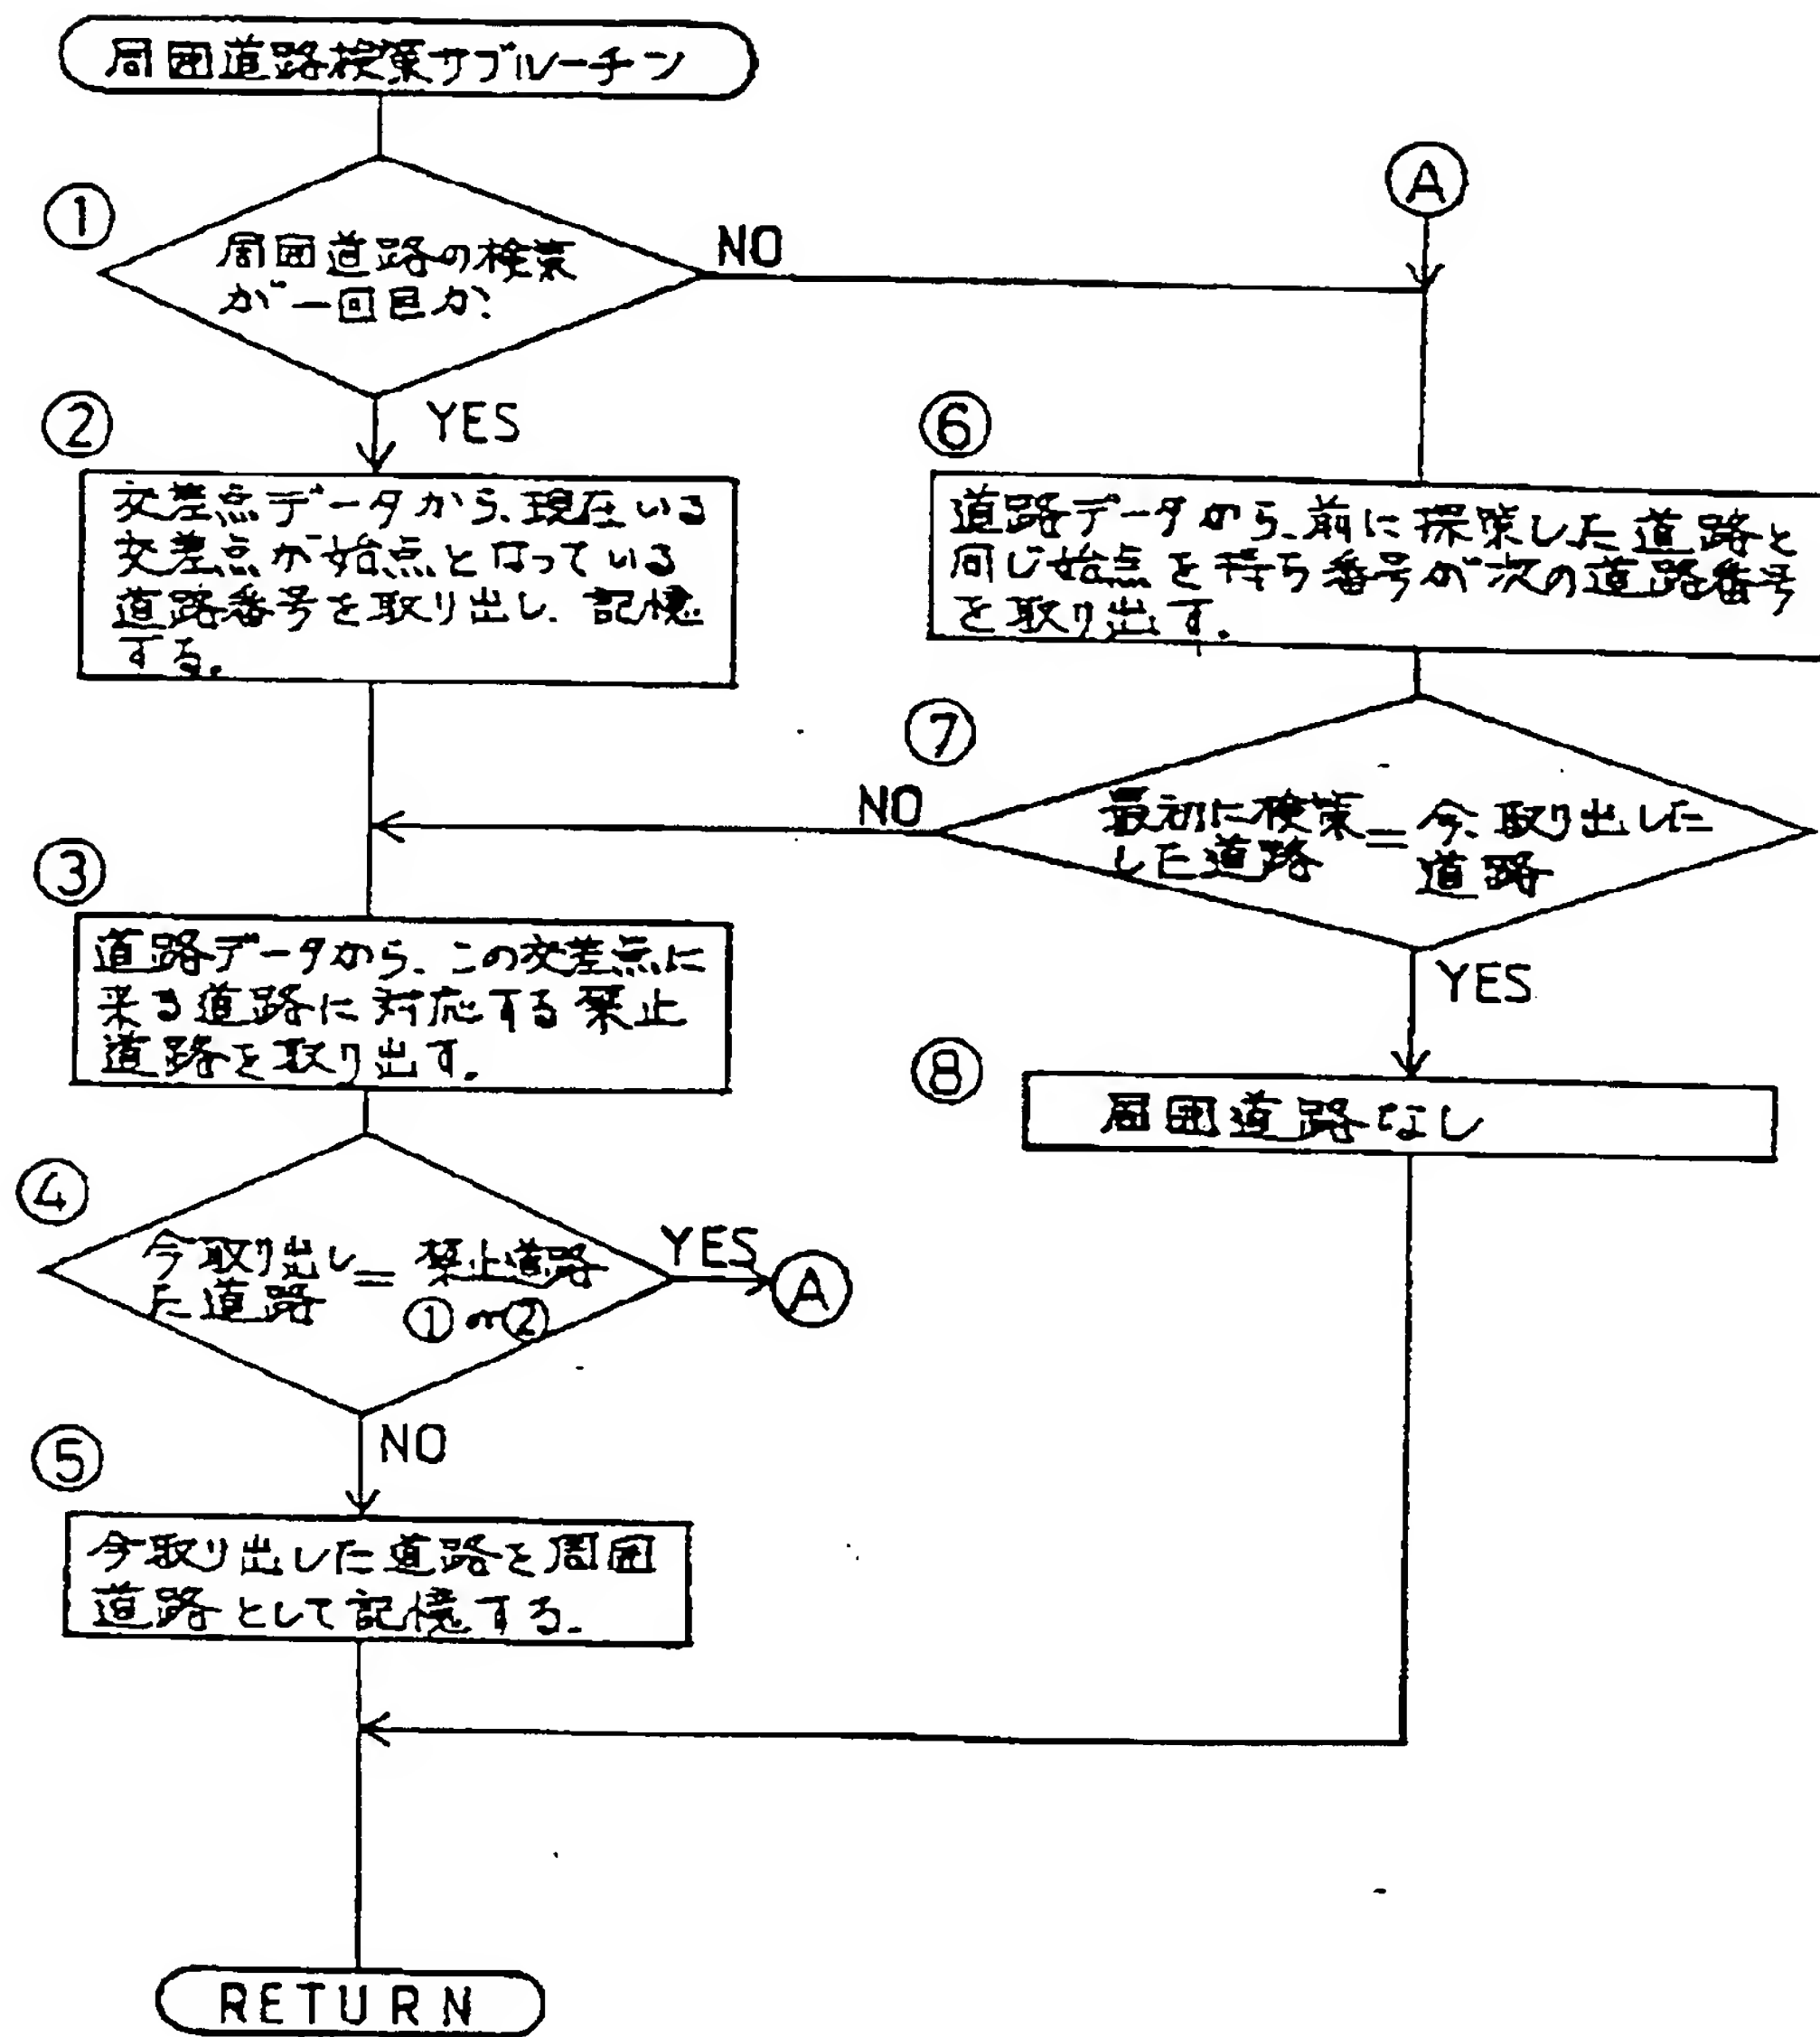 周囲道路検索サブルーチン
①
周囲道路の検索
が一回目か.
NO
YES
②
交差点データから、現在いる
交差点が始点となっている
道路番号を取り出し、記憶
する。
③
道路データから、この交差点に
来る道路に対応する禁止
道路を取り出す。
④
今取り出し
た道路
=
禁止道路
① or ②
YES
A
NO
⑤
今取り出した道路を周囲
道路として記憶する。
A
⑥
道路データから、前に探索した道路と
同じ始点を持ち番号が次の道路番号
を取り出す。
⑦
NO
最初に検索
した道路
=
今、取り出した
道路
YES
⑧
周囲道路なし
RETURN